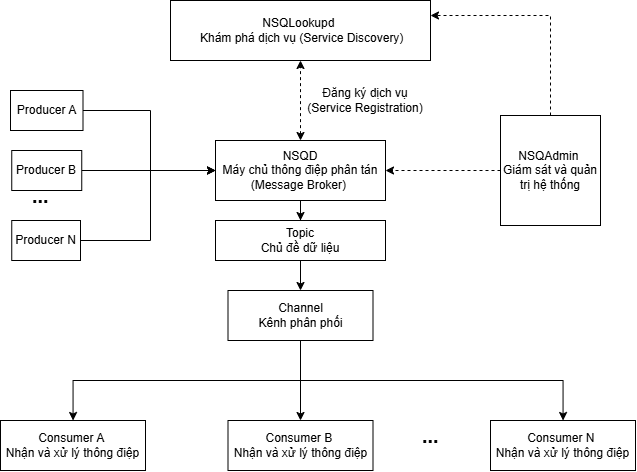 NSQLookupd
Khám phá dịch vụ (Service Discovery)
Đăng ký dịch vụ
(Service Registration)
Producer A
Producer B
...
Producer N
NSQD
Máy chủ thông điệp phân tán
(Message Broker)
NSQAdmin
Giám sát và quản
trị hệ thống
Topic
Chủ đề dữ liệu
Channel
Kênh phân phối
Consumer A
Nhận và xử lý thông điệp
Consumer B
Nhận và xử lý thông điệp
...
Consumer N
Nhận và xử lý thông điệp